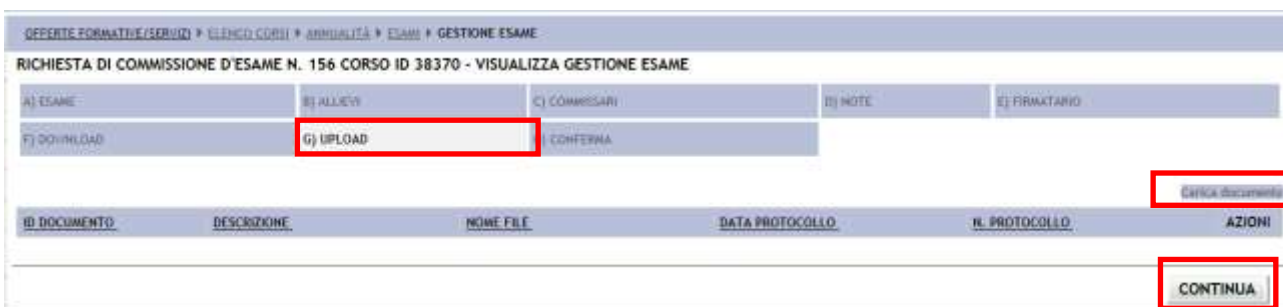 OFFERTE FORMATIVE/SERVIZI ▸ ELENCO CORSI ▸ ANNUALITÀ ▸ ESAMI ▸ GESTIONE ESAME
RICHIESTA DI COMMISSIONE D'ESAME N. 156 CORSO ID 38370 - VISUALIZZA GESTIONE ESAME
A) ESAME B) ALLIEVI C) COMMISSARI D) NOTE E) FIRMATARIO
F) DOWNLOAD G) UPLOAD H) CONFERMA
Carica documento
ID DOCUMENTO DESCRIZIONE NOME FILE DATA PROTOCOLLO N. PROTOCOLLO AZIONI
CONTINUA